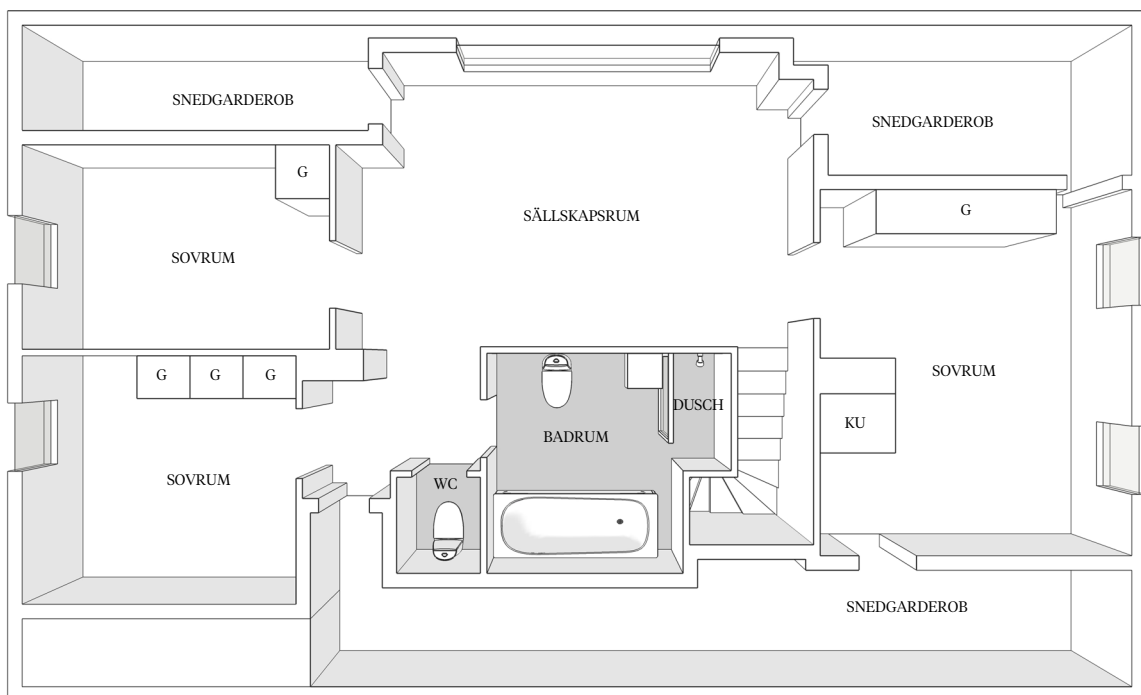 SNEDGARDEROB
SNEDGARDEROB
G
SÄLLSKAPSRUM
G
SOVRUM
G
G
G
SOVRUM
DUSCH
KU
BADRUM
SOVRUM
WC
SNEDGARDEROB